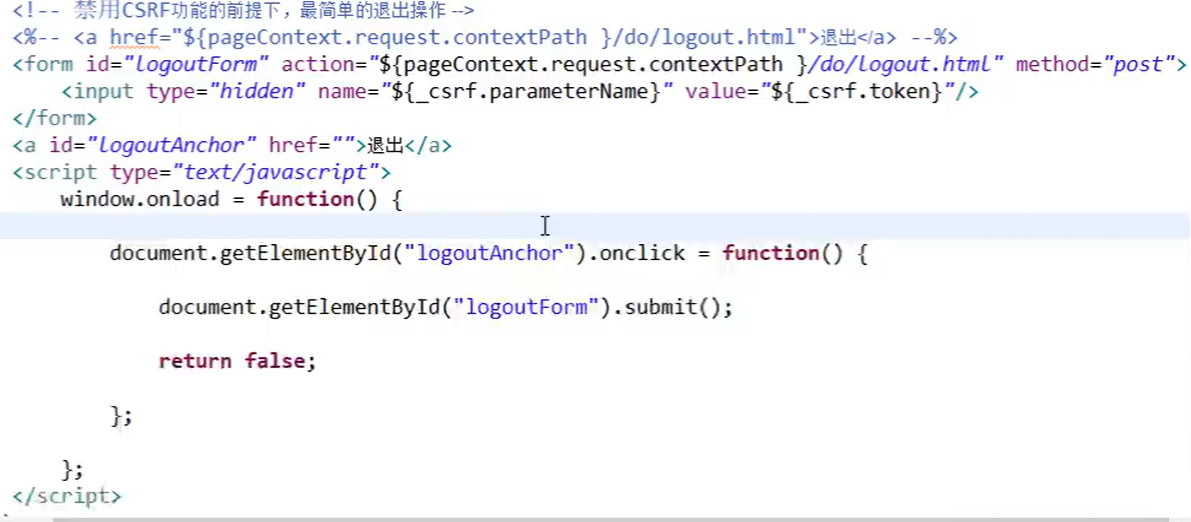 <!-- 禁用CSRF功能的前提下，最简单的退出操作 -->
<%-- <a href="${pageContext.request.contextPath }/do/logout.html">退出</a> --%>
<form id="logoutForm" action="${pageContext.request.contextPath }/do/logout.html" method="post">
<input type="hidden" name="${_csrf.parameterName}" value="${_csrf.token}"/>
</form>
<a id="logoutAnchor" href="">退出</a>
<script type="text/javascript">
window.onload = function() {
document.getElementById("logoutAnchor").onclick = function() {
document.getElementById("logoutForm").submit();
return false;
};
};
</script>